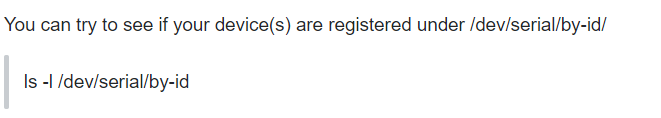 You can try to see if your device(s) are registered under /dev/serial/by-id/
ls -l /dev/serial/by-id